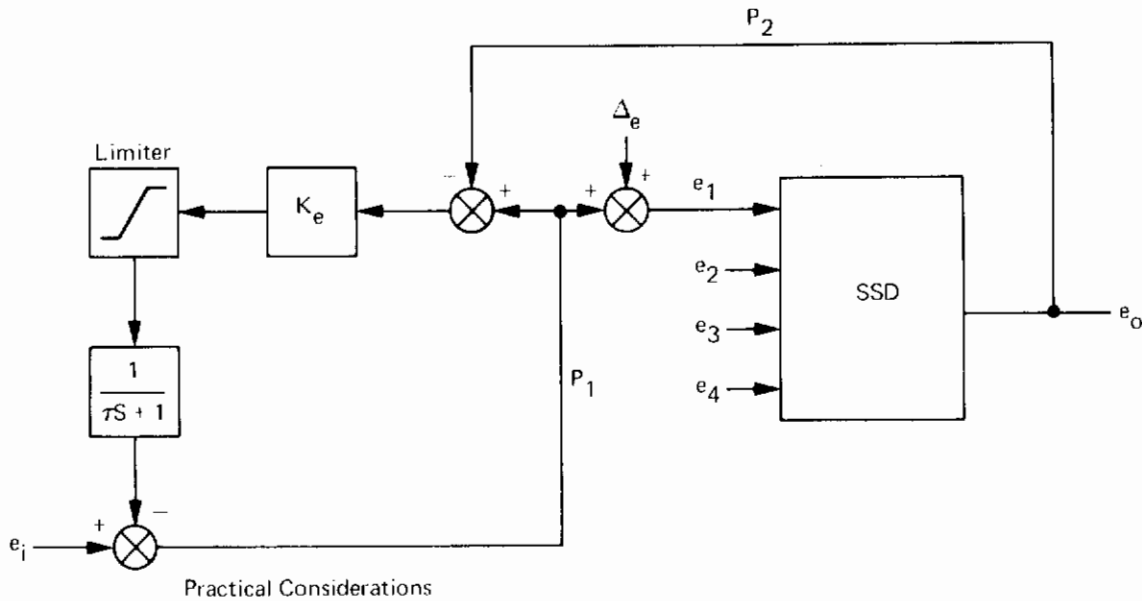 P2
Δe
Limiter
Ke
- + + +
e1
e2
SSD
e3
e4
eo
P1
1
τS + 1
ei + -
Practical Considerations